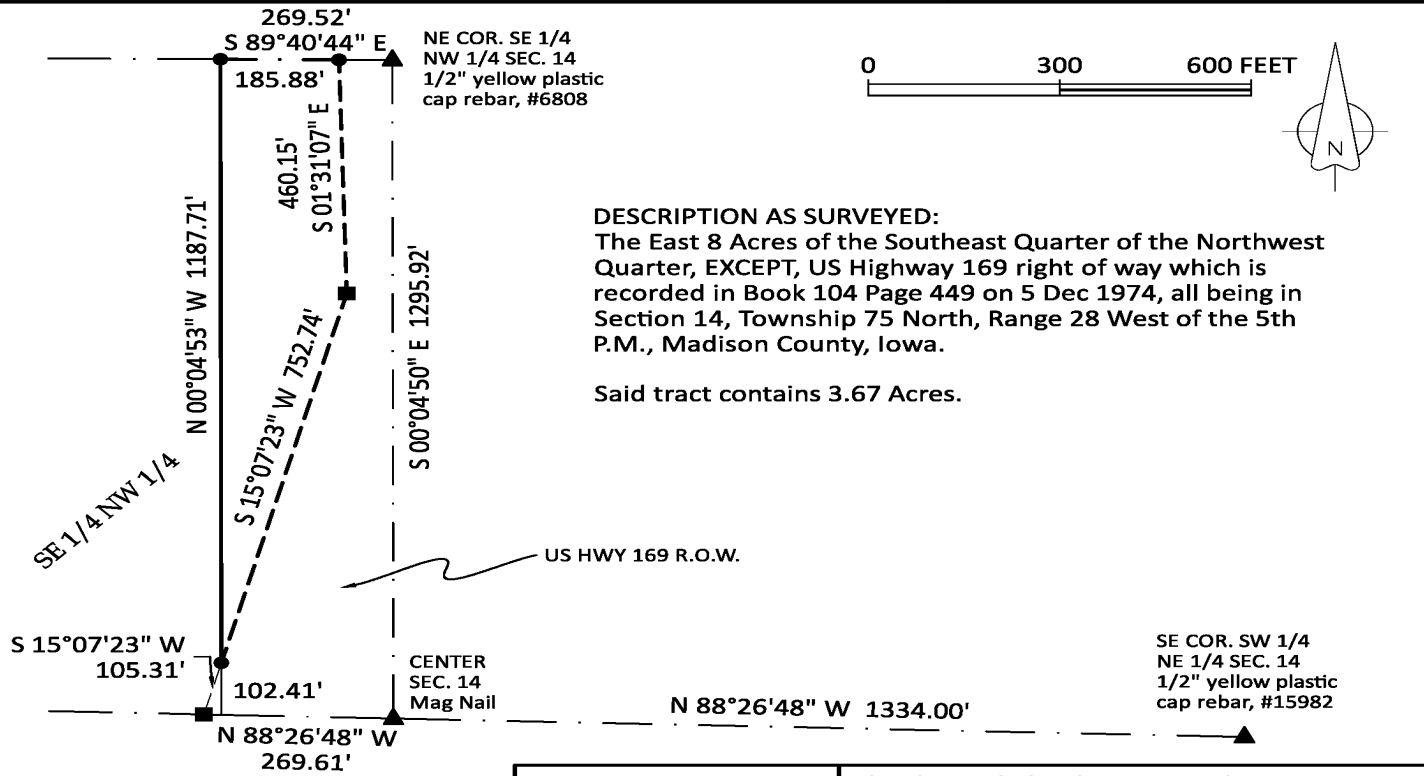 269.52'
S 89°40'44" E
185.88'
NE COR. SE 1/4
NW 1/4 SEC. 14
1/2" yellow plastic
cap rebar, #6808
0 300 600 FEET
N
460.15'
S 01°31'07" E
N 00°04'53" W 1187.71'
S 00°04'50" E 1295.92'
S 15°07'23" W 752.74'
DESCRIPTION AS SURVEYED:
The East 8 Acres of the Southeast Quarter of the Northwest
Quarter, EXCEPT, US Highway 169 right of way which is
recorded in Book 104 Page 449 on 5 Dec 1974, all being in
Section 14, Township 75 North, Range 28 West of the 5th
P.M., Madison County, Iowa.
Said tract contains 3.67 Acres.
SE 1/4 NW 1/4
US HWY 169 R.O.W.
S 15°07'23" W
105.31'
102.41'
CENTER
SEC. 14
Mag Nail
N 88°26'48" W
269.61'
N 88°26'48" W 1334.00'
SE COR. SW 1/4
NE 1/4 SEC. 14
1/2" yellow plastic
cap rebar, #15982